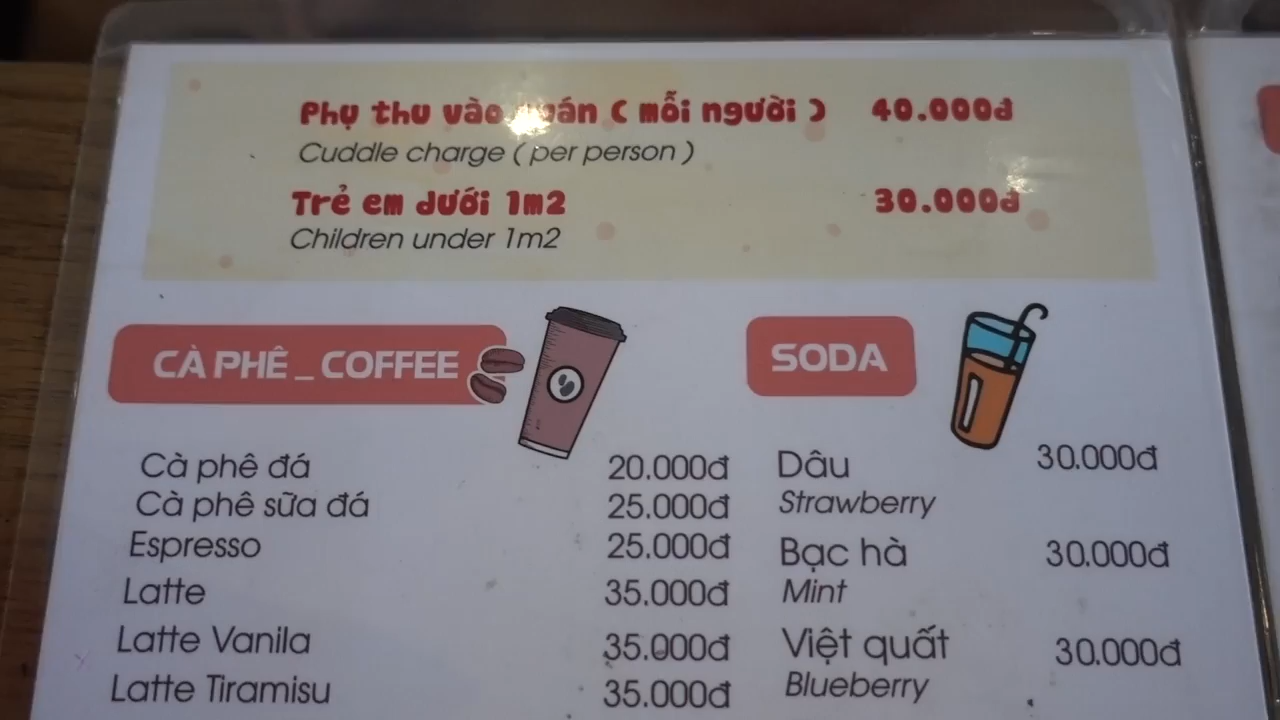 Phụ thu vào quán ( mỗi người ) 40.000đ
Cuddle charge ( per person )
Trẻ em dưới 1m2 30.000đ
Children under 1m2
CÀ PHÊ _ COFFEE
Cà phê đá 20.000đ
Cà phê sữa đá 25.000đ
Espresso 25.000đ
Latte 35.000đ
Latte Vanila 35.000đ
Latte Tiramisu 35.000đ
SODA
Dâu 30.000đ
Strawberry
Bạc hà 30.000đ
Mint
Việt quất 30.000đ
Blueberry